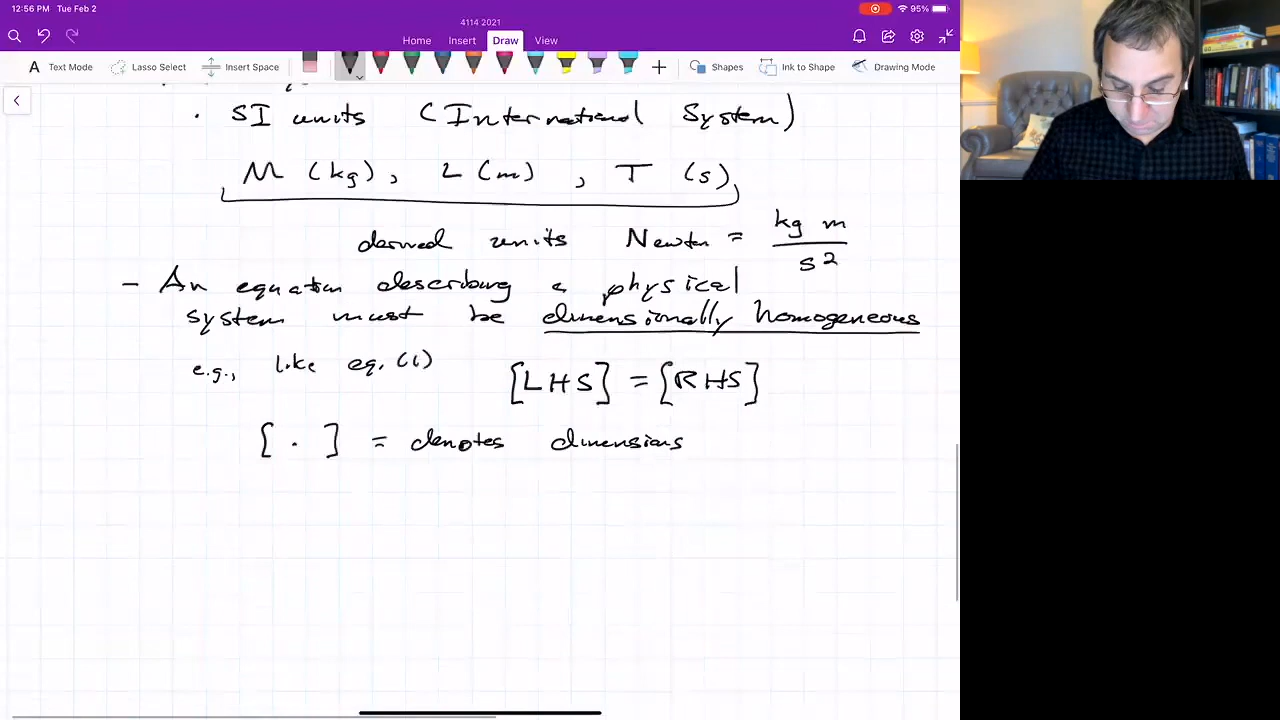 12:56 PM Tue Feb 2
95%
4114 2021
Home Insert Draw View
A Text Mode Lasso Select Insert Space + Shapes Ink to Shape Drawing Mode
· SI units (International System)
M (kg), L (m), T (s)
derived units Newton = kg m / s2
- An equation describing a physical
system must be dimensionally homogeneous
e.g., like eq. (1) [LHS] = [RHS]
[ · ] = denotes dimensions